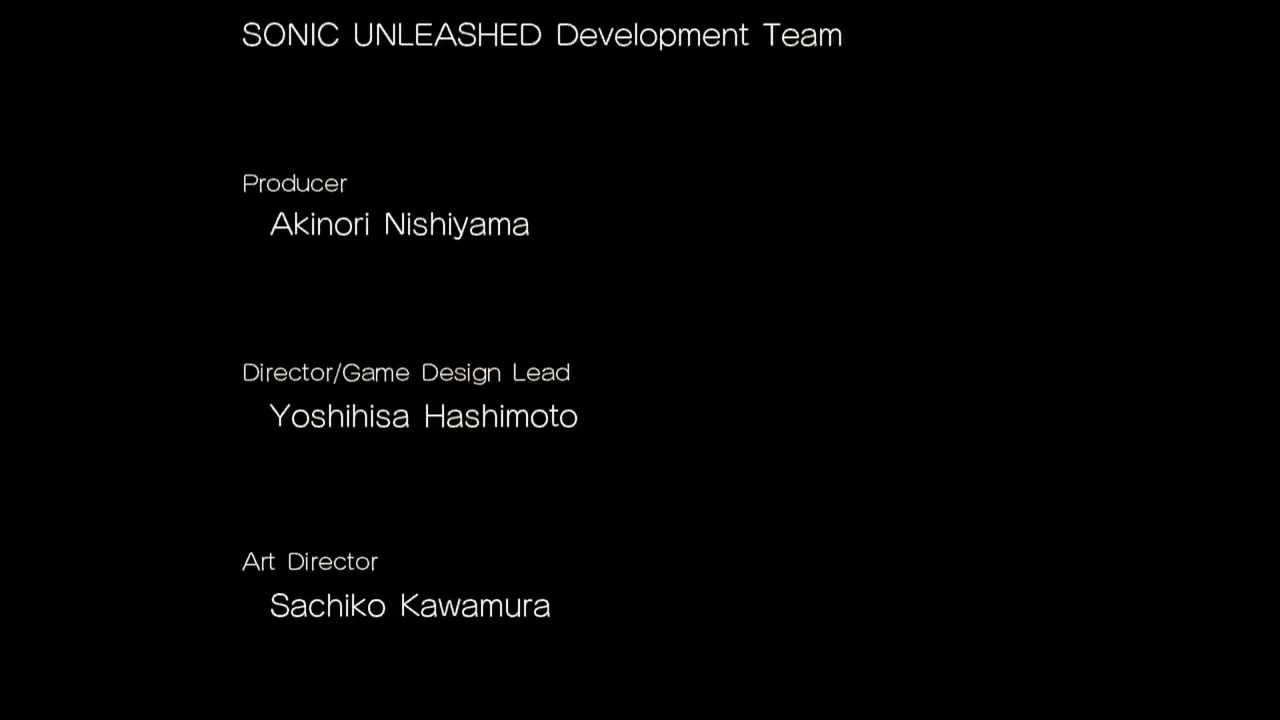 SONIC UNLEASHED Development Team
Producer
Akinori Nishiyama
Director/Game Design Lead
Yoshihisa Hashimoto
Art Director
Sachiko Kawamura